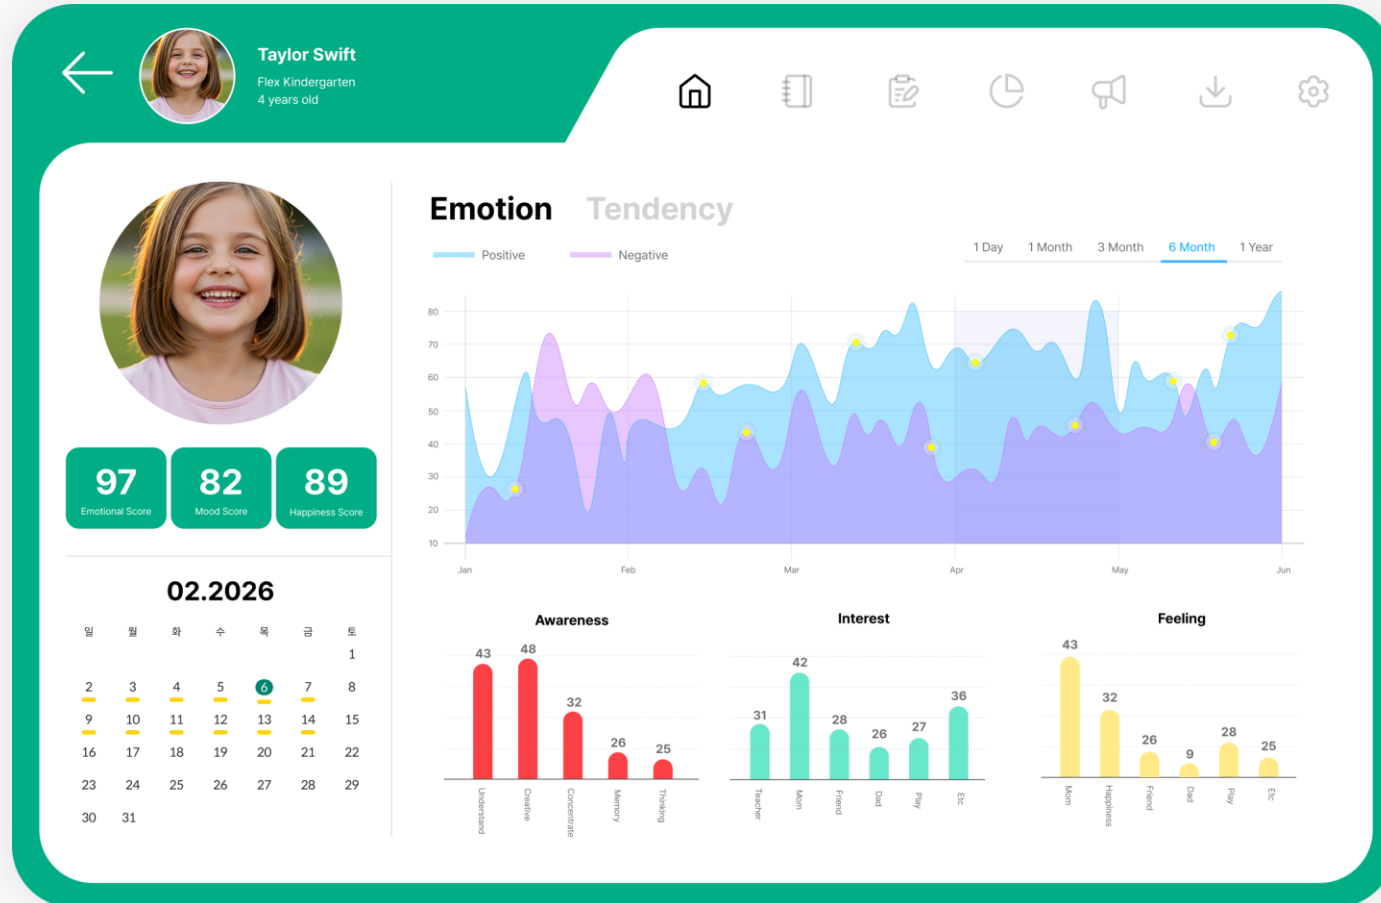 Taylor Swift
Flex Kindergarten
4 years old
97
Emotional Score
82
Mood Score
89
Happiness Score
02.2026
일 월 화 수 목 금 토
1
2 3 4 5 6 7 8
9 10 11 12 13 14 15
16 17 18 19 20 21 22
23 24 25 26 27 28 29
30 31
Emotion Tendency
Positive Negative
1 Day 1 Month 3 Month 6 Month 1 Year
80
70
60
50
40
30
20
10
Jan Feb Mar Apr May Jun
Awareness
43 48 32 26 25
Understand Creative Concentrate Memory Thinking
Interest
31 42 28 26 27 36
Teacher Mom Friend Dad Play Etc
Feeling
43 32 26 9 28 25
Mom Happiness Friend Dad Play Etc